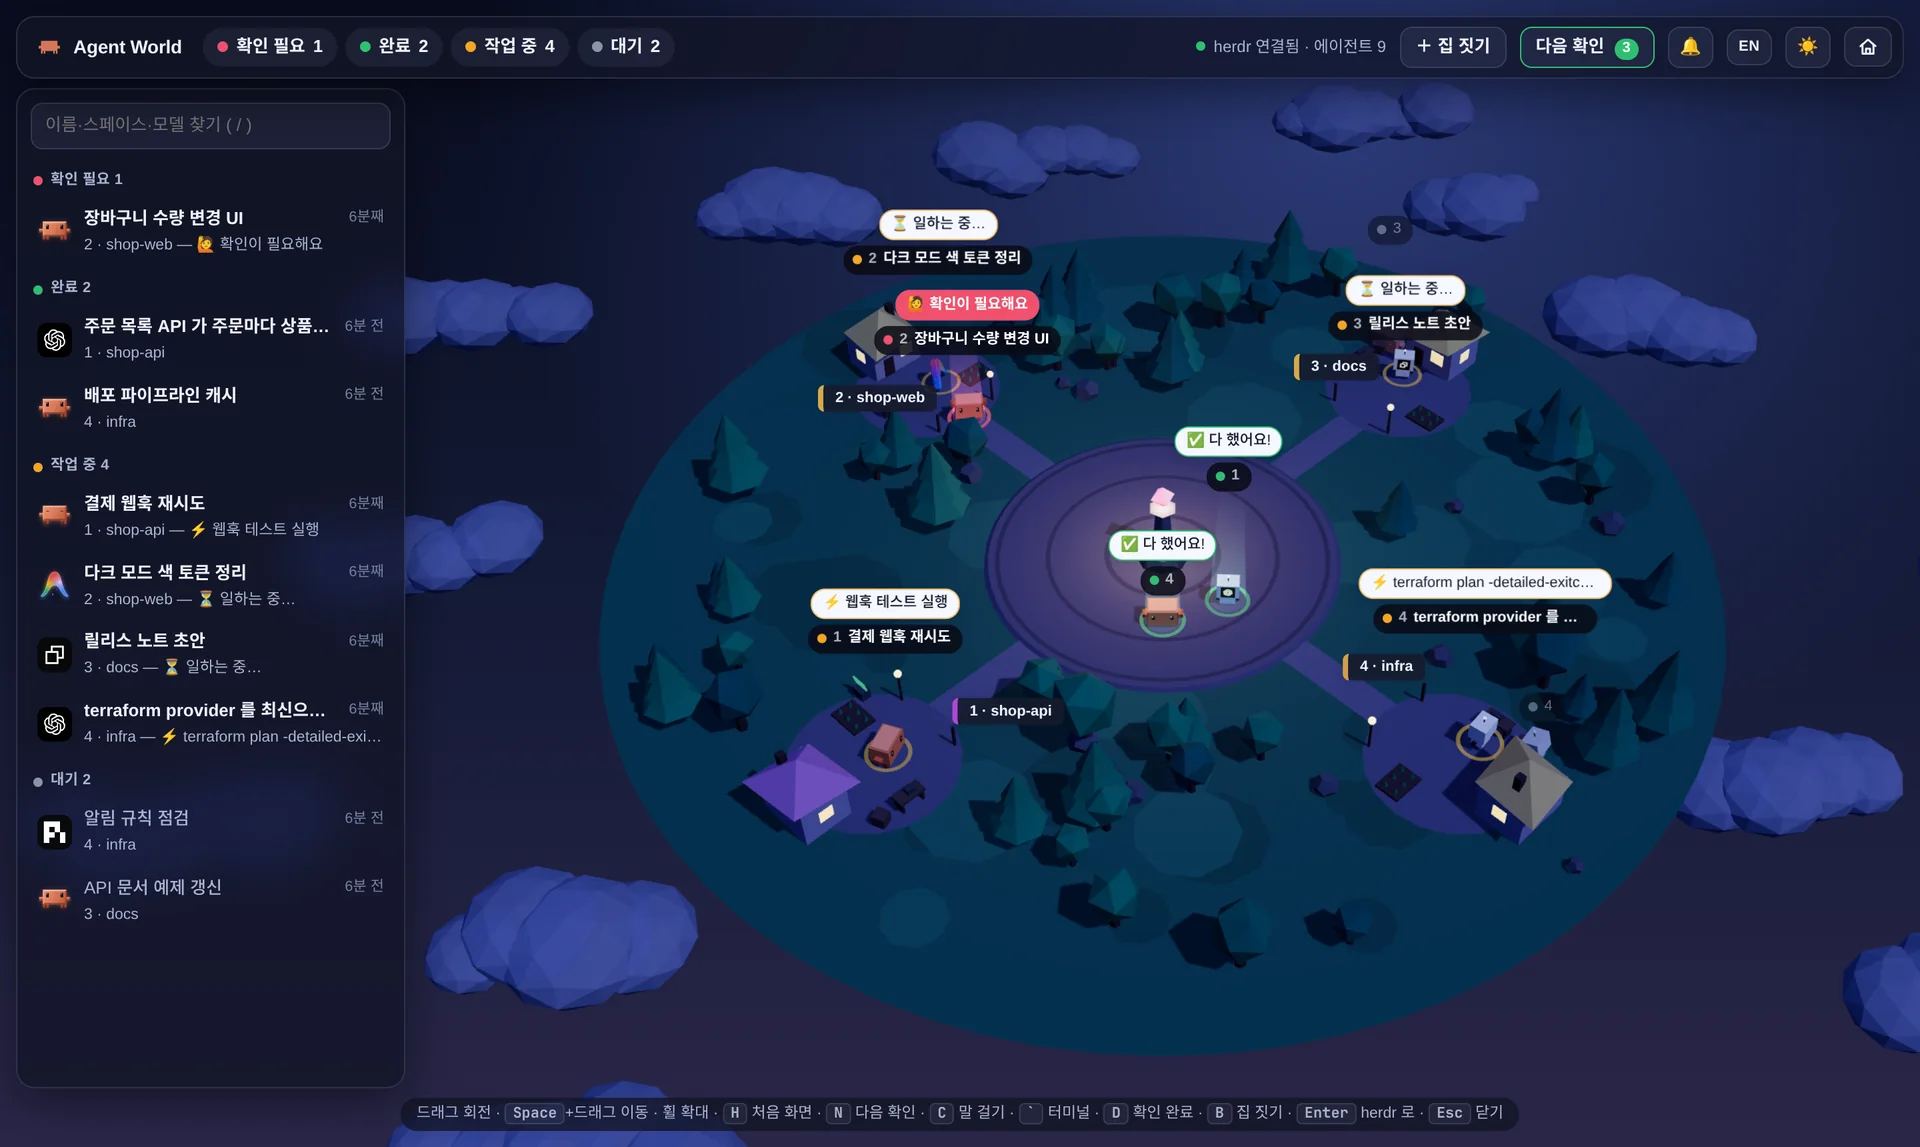 Agent World
확인 필요 1
완료 2
작업 중 4
대기 2
herdr 연결됨 · 에이전트 9
+ 집 짓기
다음 확인 3
EN
이름·스페이스·모델 찾기 ( / )
확인 필요 1
장바구니 수량 변경 UI
6분째
2 · shop-web — 🙋 확인이 필요해요
완료 2
주문 목록 API 가 주문마다 상품...
6분 전
1 · shop-api
배포 파이프라인 캐시
6분 전
4 · infra
작업 중 4
결제 웹훅 재시도
6분째
1 · shop-api — ⚡ 웹훅 테스트 실행
다크 모드 색 토큰 정리
6분째
2 · shop-web — ⏳ 일하는 중...
릴리스 노트 초안
6분째
3 · docs — ⏳ 일하는 중...
terraform provider 를 최신으...
6분째
4 · infra — ⚡ terraform plan -detailed-exi...
대기 2
알림 규칙 점검
6분 전
4 · infra
API 문서 예제 갱신
6분 전
3 · docs
⏳ 일하는 중...
2 다크 모드 색 토큰 정리
🙋 확인이 필요해요
2 장바구니 수량 변경 UI
2 · shop-web
3
⏳ 일하는 중...
3 릴리스 노트 초안
3 · docs
✅ 다 했어요!
1
✅ 다 했어요!
4
⚡ 웹훅 테스트 실행
1 결제 웹훅 재시도
1 · shop-api
⚡ terraform plan -detailed-exitc...
4 terraform provider 를 ...
4 · infra
4
드래그 회전 · Space+드래그 이동 · 휠 확대 · H 처음 화면 · N 다음 확인 · C 말 걸기 · ` 터미널 · D 확인 완료 · B 집 짓기 · Enter herdr 로 · Esc 닫기